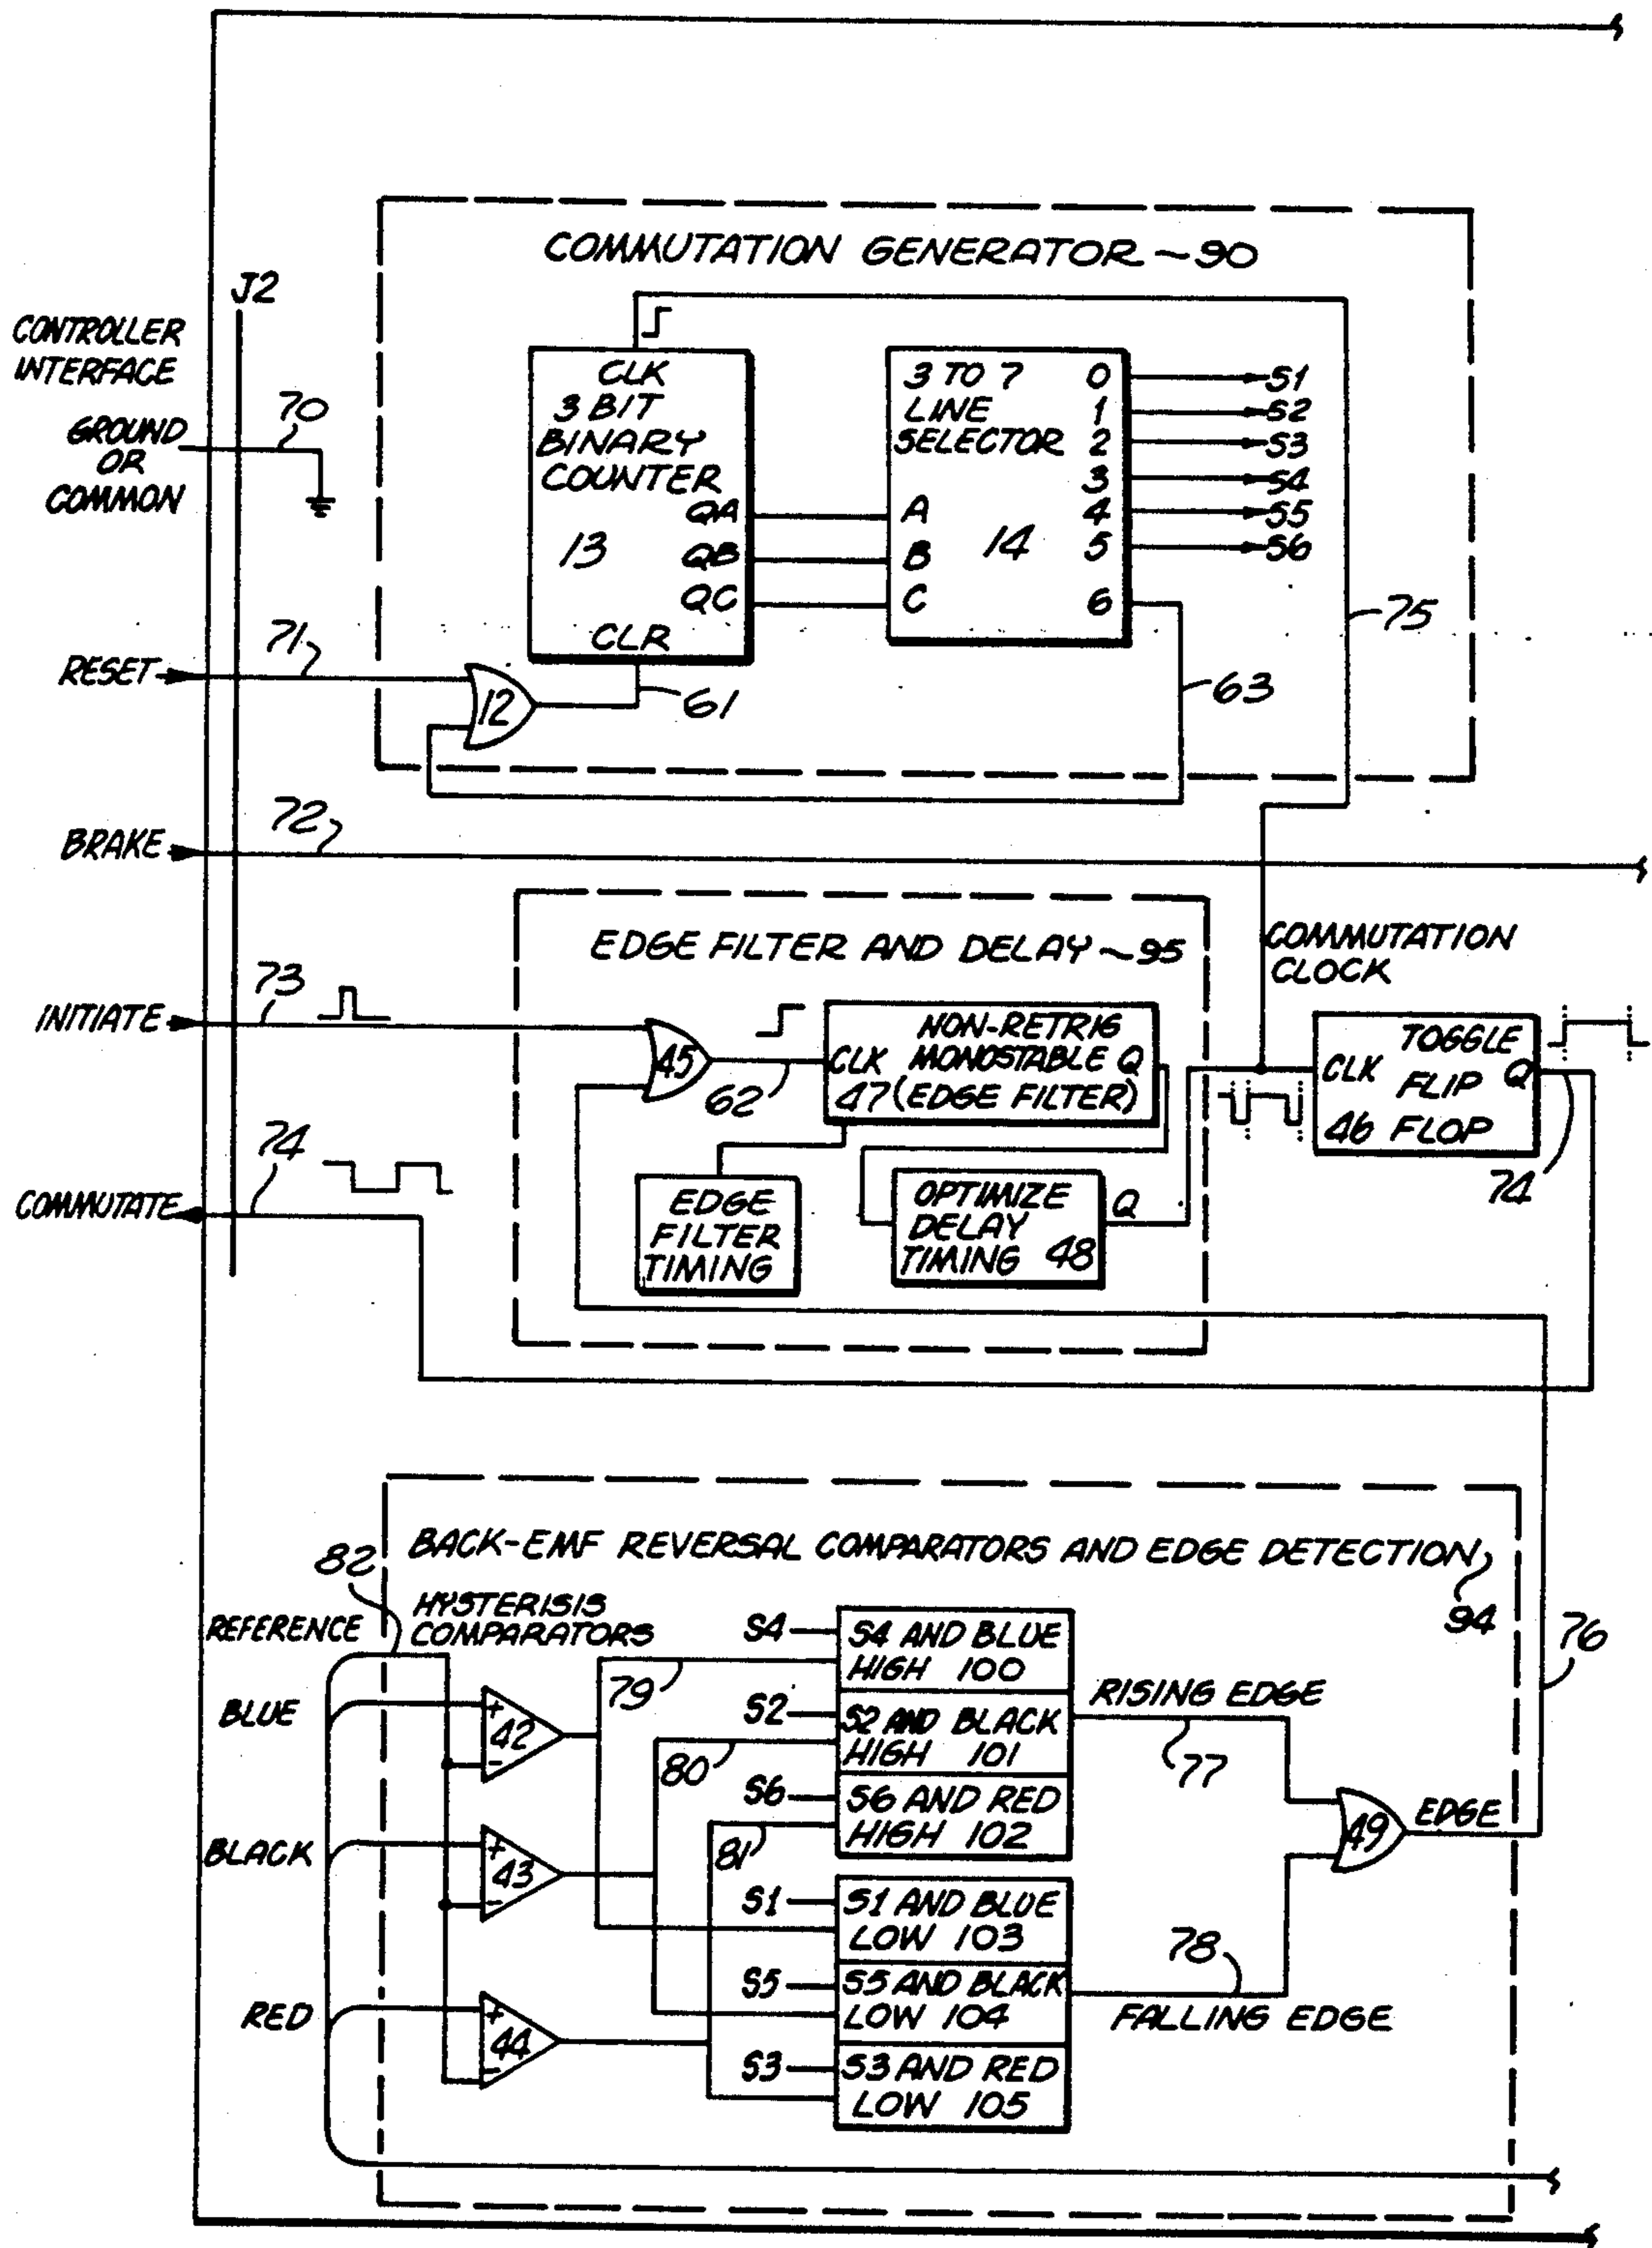 COMMUTATION GENERATOR ~90
J2
CONTROLLER
INTERFACE
70
GROUND
OR
COMMON
CLK
3 BIT
BINARY
COUNTER
QA
13
QB
QC
CLR
3 TO 7
LINE
SELECTOR
A
B
C
14
0
1
2
3
4
5
6
S1
S2
S3
S4
S5
S6
75
RESET
71
12
61
63
BRAKE
72
EDGE FILTER AND DELAY ~95
COMMUTATION
CLOCK
INITIATE
73
45
62
NON-RETRIG
CLK MONOSTABLE Q
47 (EDGE FILTER)
TOGGLE
CLK FLIP Q
46 FLOP
74
COMMUTATE
74
EDGE
FILTER
TIMING
OPTIMIZE
DELAY
TIMING 48
Q
BACK-EMF REVERSAL COMPARATORS AND EDGE DETECTION
94
82
HYSTERISIS
COMPARATORS
REFERENCE
BLUE
+
42
-
BLACK
+
43
-
RED
+
44
-
79
80
81
S4
S4 AND BLUE
HIGH 100
S2
S2 AND BLACK
HIGH 101
S6
S6 AND RED
HIGH 102
S1
S1 AND BLUE
LOW 103
S5
S5 AND BLACK
LOW 104
S3
S3 AND RED
LOW 105
RISING EDGE
77
78
FALLING EDGE
49
EDGE
76